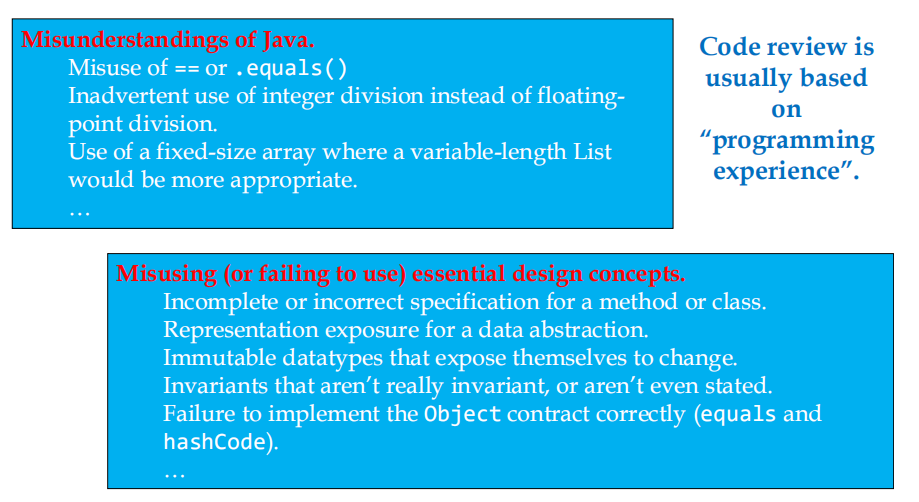 Misunderstandings of Java.
Misuse of == or .equals()
Inadvertent use of integer division instead of floating-
point division.
Use of a fixed-size array where a variable-length List
would be more appropriate.
…
Code review is
usually based
on
“programming
experience”.
Misusing (or failing to use) essential design concepts.
Incomplete or incorrect specification for a method or class.
Representation exposure for a data abstraction.
Immutable datatypes that expose themselves to change.
Invariants that aren’t really invariant, or aren’t even stated.
Failure to implement the Object contract correctly (equals and
hashCode).
…